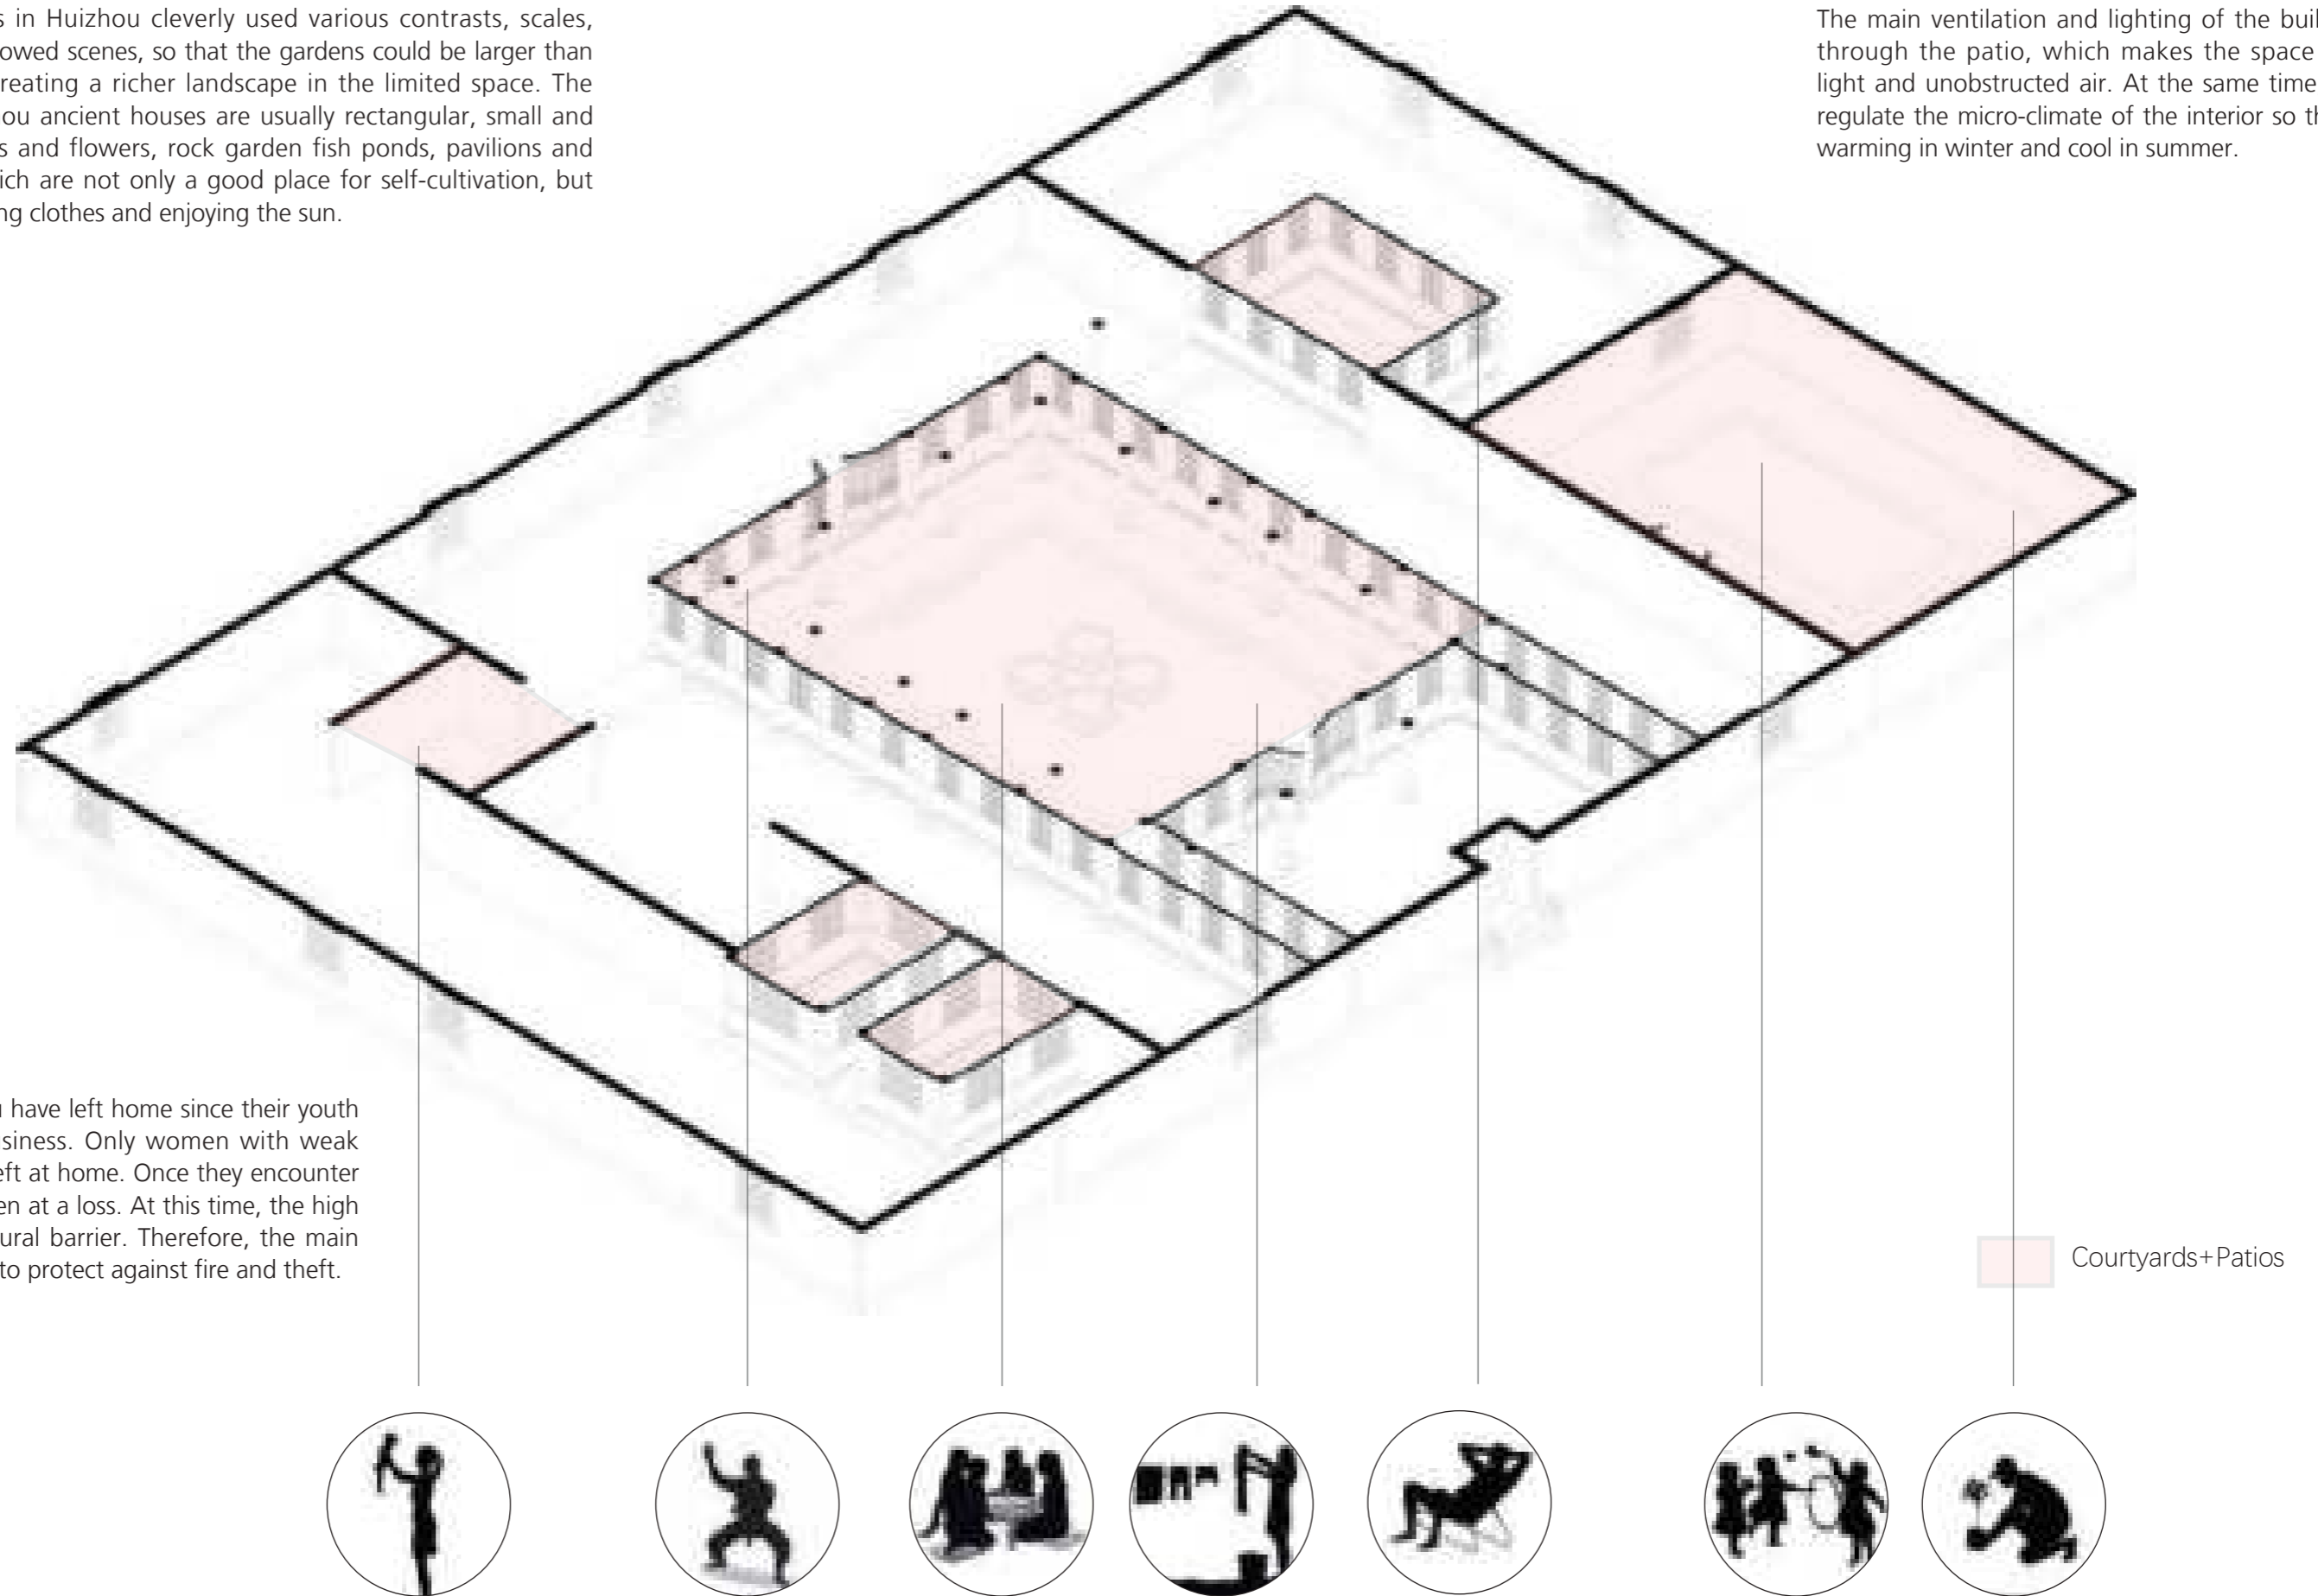 s in Huizhou cleverly used various contrasts, scales,
owed scenes, so that the gardens could be larger than
reating a richer landscape in the limited space. The
ou ancient houses are usually rectangular, small and
s and flowers, rock garden fish ponds, pavilions and
ich are not only a good place for self-cultivation, but
ng clothes and enjoying the sun.
The main ventilation and lighting of the buil
through the patio, which makes the space
light and unobstructed air. At the same time
regulate the micro-climate of the interior so th
warming in winter and cool in summer.
u have left home since their youth
usiness. Only women with weak
eft at home. Once they encounter
en at a loss. At this time, the high
ural barrier. Therefore, the main
to protect against fire and theft.
Courtyards+Patios